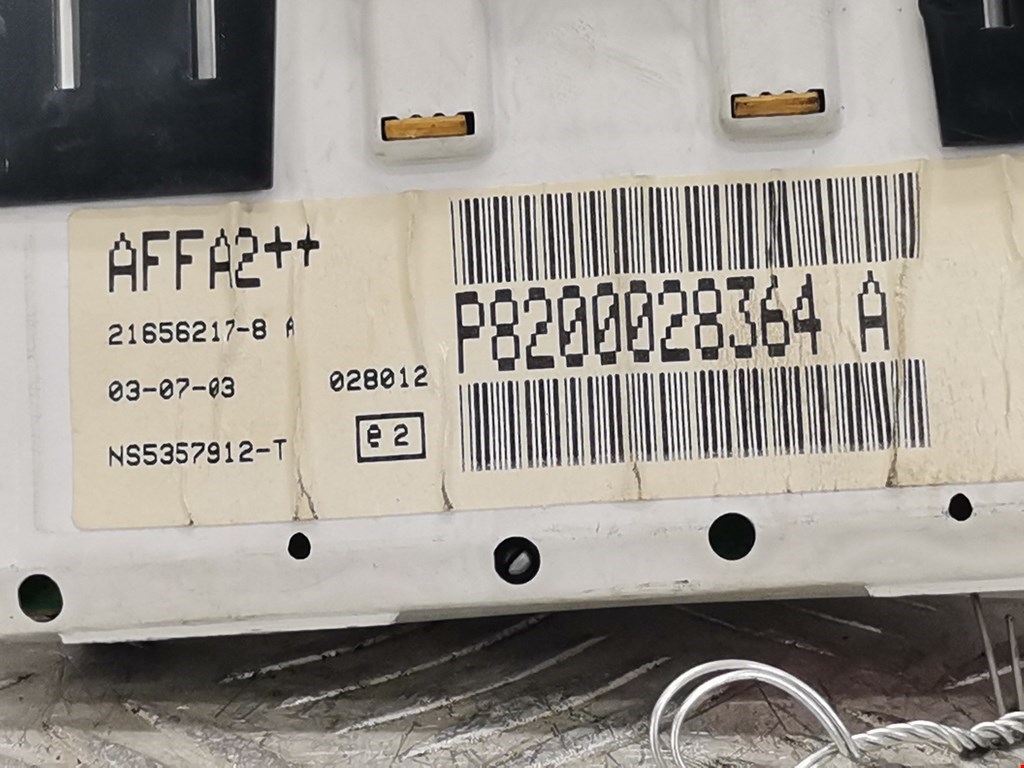 AFFA2++
21656217-8 A
03-07-03
028012
NS5357912-T
e 2
P8200028364 A